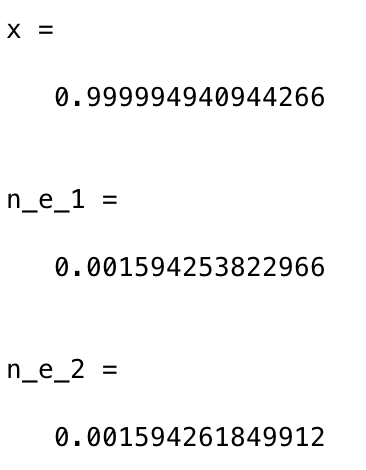 x =
0.999994940944266
n_e_1 =
0.001594253822966
n_e_2 =
0.001594261849912